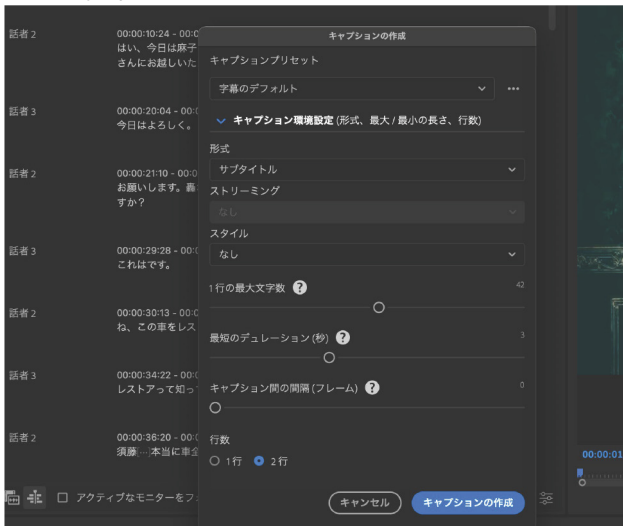 話者 2
00:00:10:24 - 00:0
はい、今日は麻子
さんにお越しいた
話者 3
00:00:20:04 - 00:0
今日はよろしく。
話者 2
00:00:21:10 - 00:0
お願いします。轟
すか?
話者 3
00:00:29:28 - 00:0
これはです。
話者 2
00:00:30:13 - 00:0
ね、この車をレス
話者 3
00:00:34:22 - 00:0
レストアって知っ
話者 2
00:00:36:20 - 00:0
須藤[…]本当に車全
アクティブなモニターをフ
キャプションの作成
キャプションプリセット
字幕のデフォルト
キャプション環境設定 (形式、最大 / 最小の長さ、行数)
形式
サブタイトル
ストリーミング
なし
スタイル
なし
1 行の最大文字数 ? 42
最短のデュレーション (秒) ? 3
キャプション間の間隔 (フレーム) ? 0
行数
1 行 2 行
キャンセル キャプションの作成
00:00:01